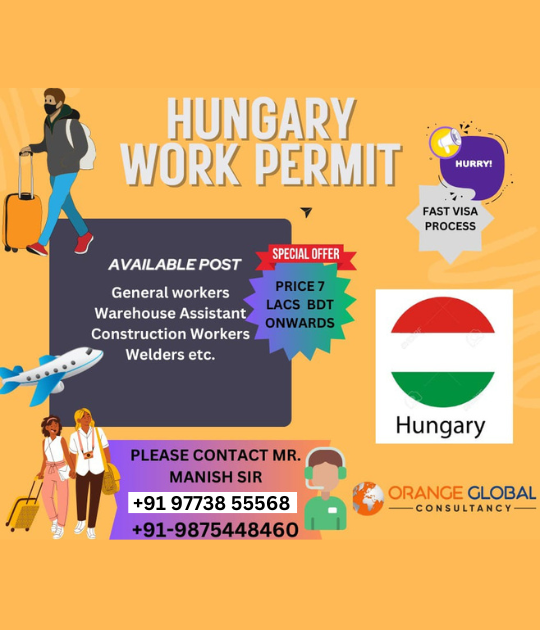 HUNGARY
WORK PERMIT
HURRY!
FAST VISA
PROCESS
AVAILABLE POST
General workers
Warehouse Assistant
Construction Workers
Welders etc.
SPECIAL OFFER
PRICE 7
LACS BDT
ONWARDS
Hungary
PLEASE CONTACT MR.
MANISH SIR
+91 97738 55568
+91-9875448460
ORANGE GLOBAL
CONSULTANCY